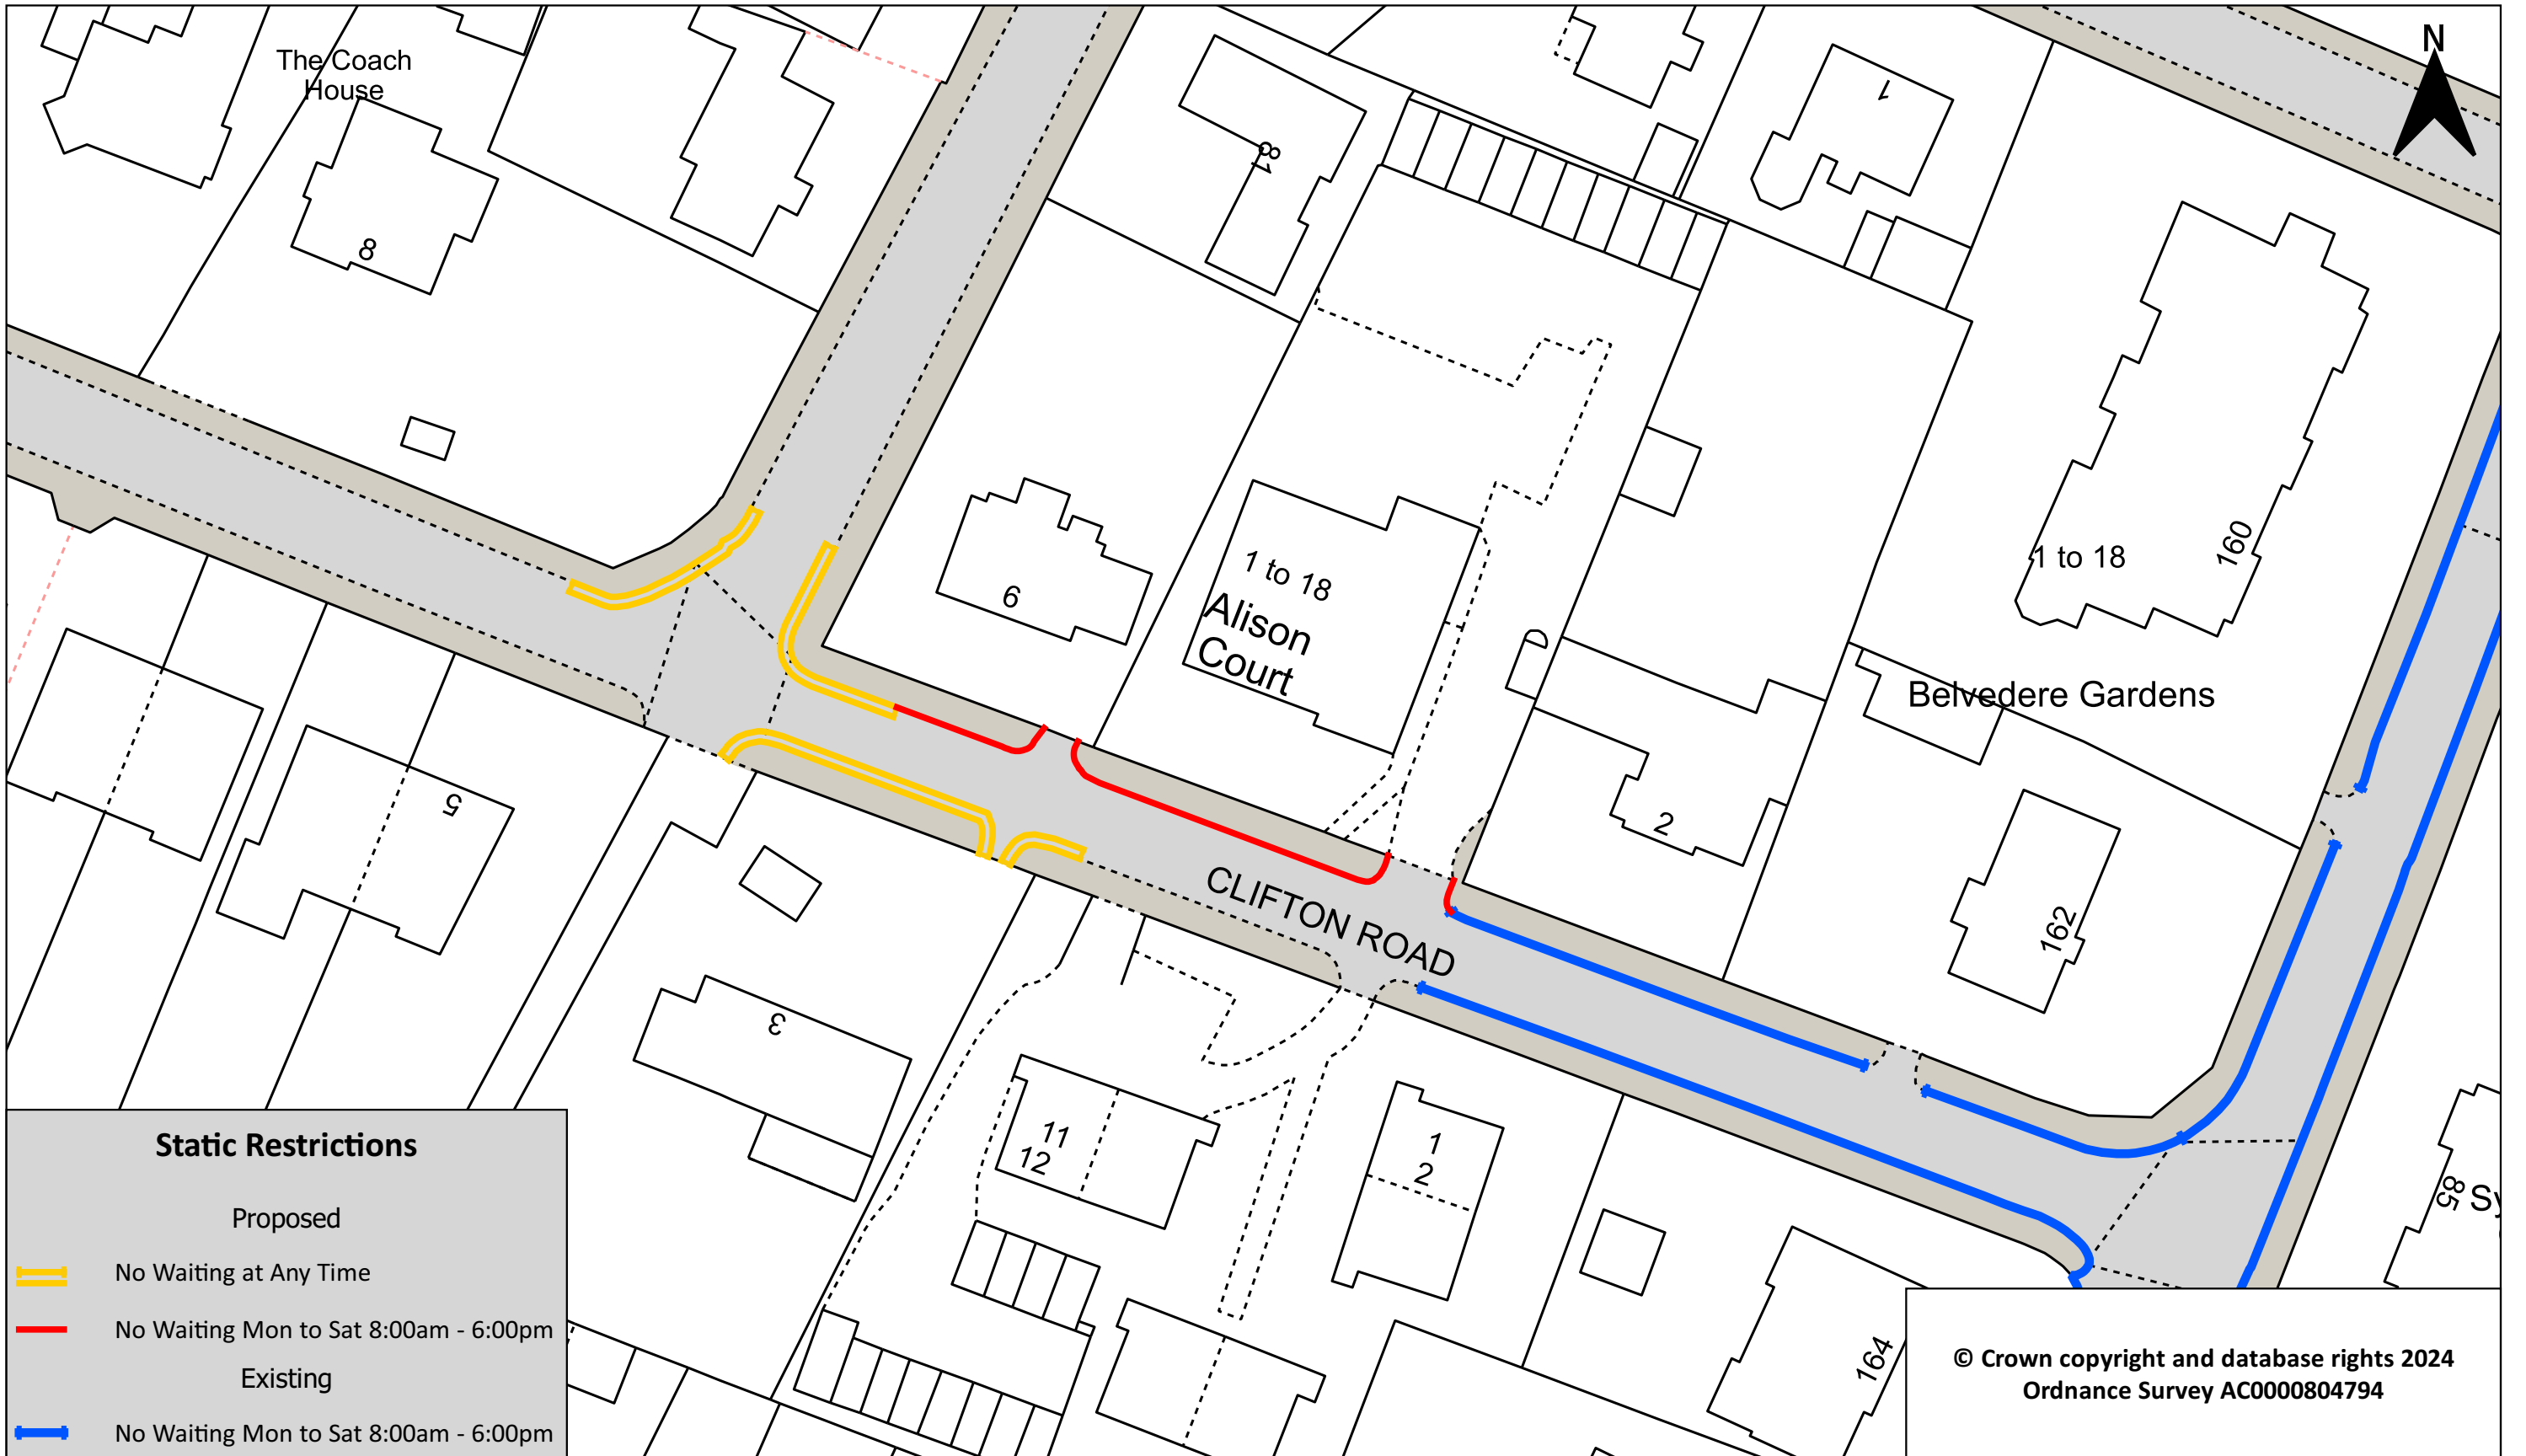 The Coach
House
N
1
81
8
160
1 to 18
1 to 18
6
Alison
Court
D
Belvedere Gardens
5
2
CLIFTON ROAD
162
3
11
12
1
2
85
164
Static Restrictions
Proposed
No Waiting at Any Time
No Waiting Mon to Sat 8:00am - 6:00pm
Existing
No Waiting Mon to Sat 8:00am - 6:00pm
© Crown copyright and database rights 2024
Ordnance Survey AC0000804794